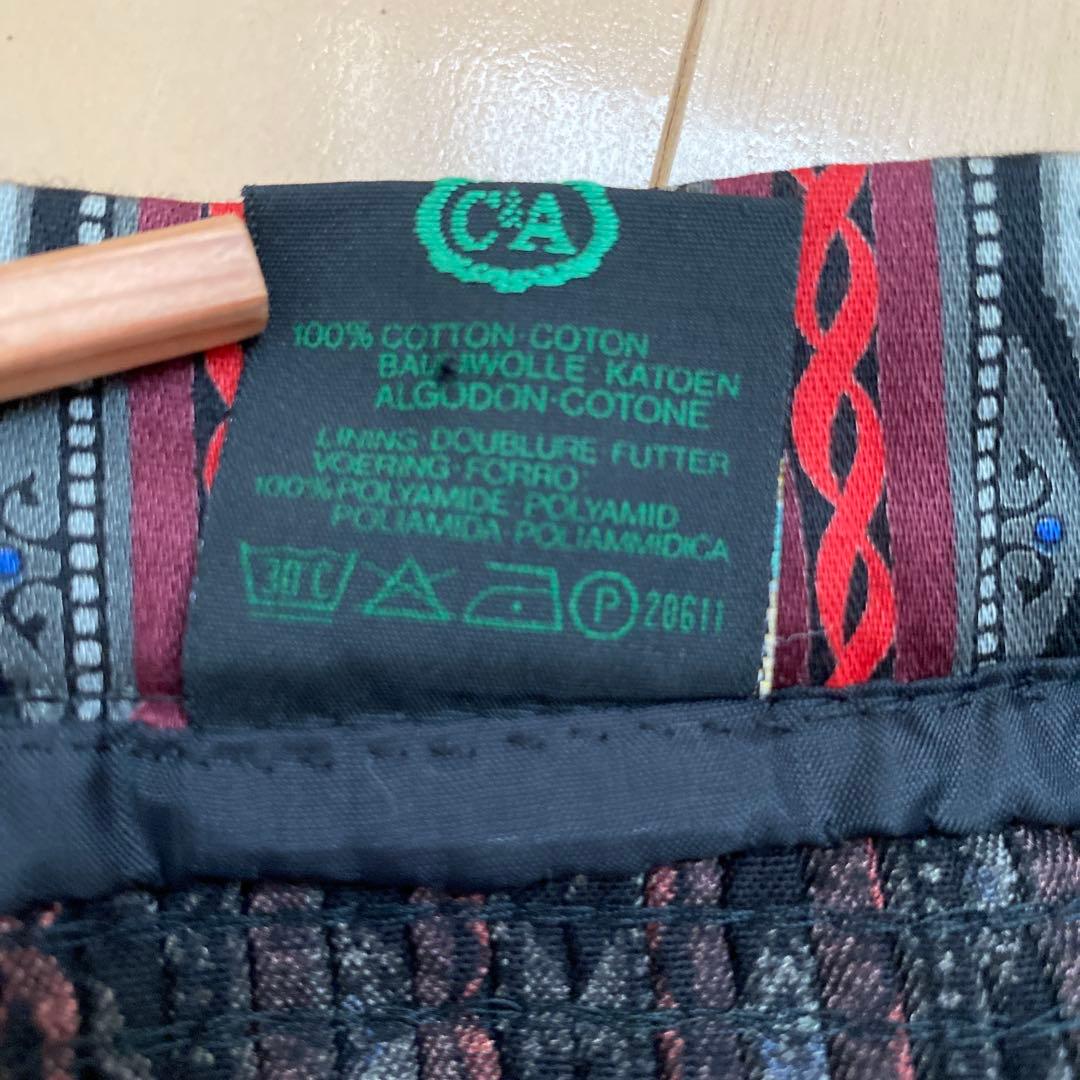 C&A
100% COTTON·COTON
BAUMWOLLE·KATOEN
ALGODON·COTONE
LINING·DOUBLURE FUTTER
VOERING·FORRO
100% POLYAMIDE POLYAMID
POLIAMIDA POLIAMMIDICA
30°C P 20611